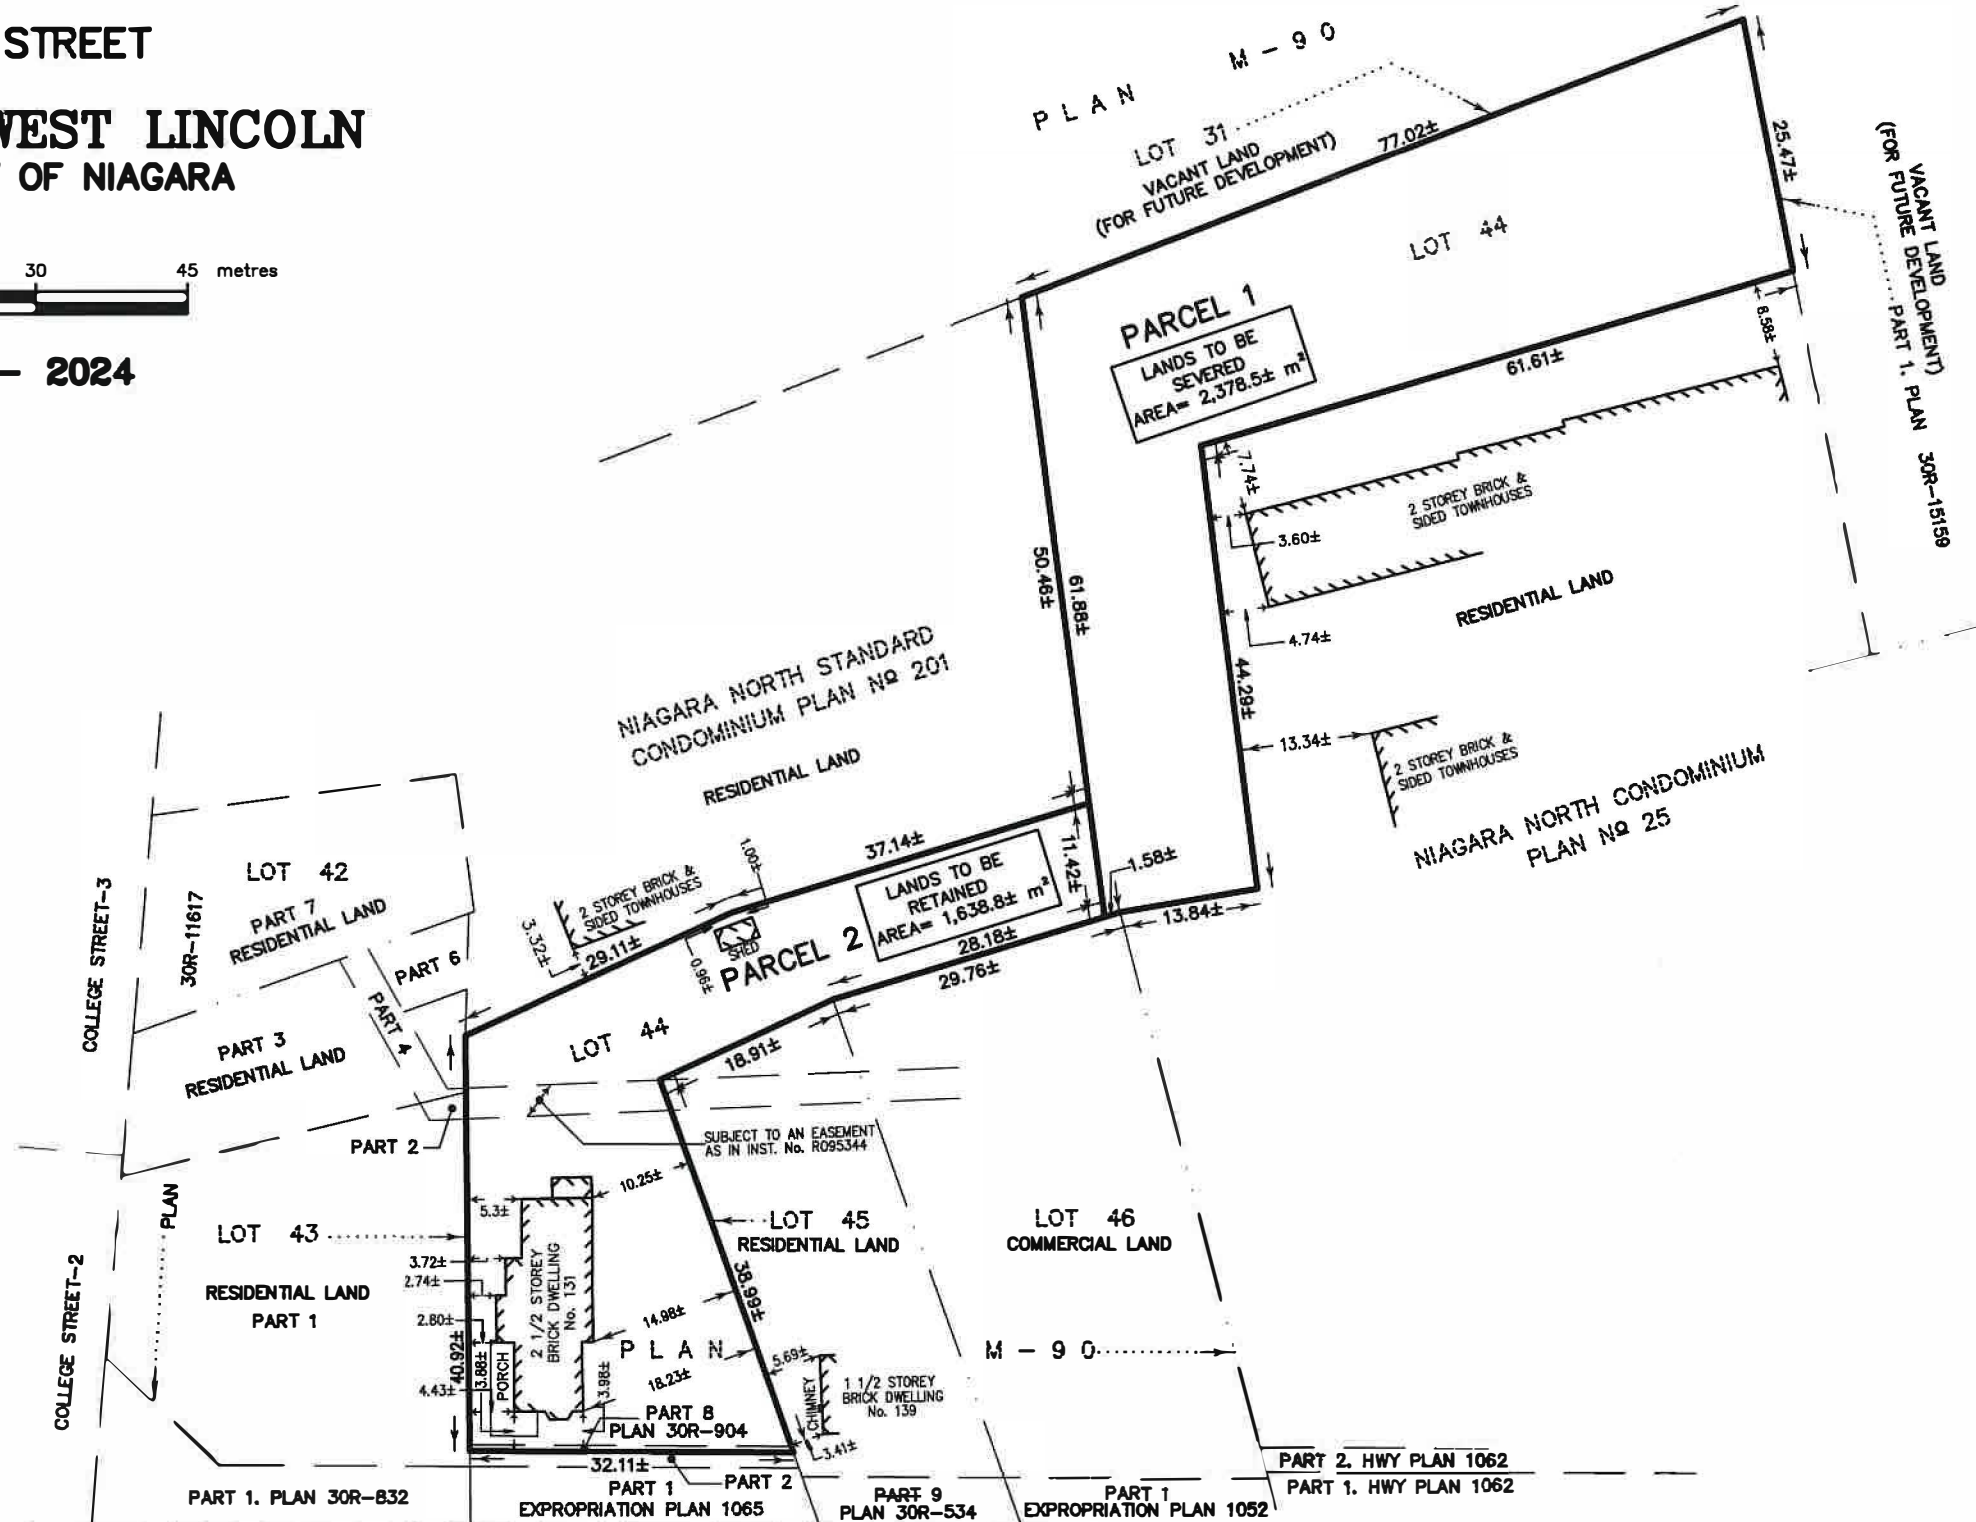 STREET
WEST LINCOLN
OF NIAGARA
30 45 metres
– 2024
PLAN M-90
LOT 31
VACANT LAND
(FOR FUTURE DEVELOPMENT)
77.02±
25.47±
VACANT LAND
(FOR FUTURE DEVELOPMENT)
PART 1. PLAN 30R-15159
LOT 44
PARCEL 1
LANDS TO BE
SEVERED
AREA= 2,378.5± m²
61.61±
8.58±
7.74±
3.60±
2 STOREY BRICK &
SIDED TOWNHOUSES
RESIDENTIAL LAND
4.74±
50.46±
61.88±
44.29±
13.34±
2 STOREY BRICK &
SIDED TOWNHOUSES
NIAGARA NORTH CONDOMINIUM
PLAN Nº 25
NIAGARA NORTH STANDARD
CONDOMINIUM PLAN Nº 201
RESIDENTIAL LAND
37.14±
1.00±
11.42±
1.58±
13.84±
LANDS TO BE
RETAINED
AREA= 1,638.8± m²
28.18±
29.76±
PARCEL 2
2 STOREY BRICK &
SIDED TOWNHOUSES
3.32±
29.11±
SHED
0.96±
LOT 44
18.91±
LOT 42
PART 7
RESIDENTIAL LAND
COLLEGE STREET-3
30R-11617
PART 6
PART 4
PART 3
RESIDENTIAL LAND
PART 2
SUBJECT TO AN EASEMENT
AS IN INST. No. RO95344
PLAN
LOT 43
RESIDENTIAL LAND
PART 1
COLLEGE STREET-2
10.25±
5.3±
3.72±
2.74±
2.80±
40.92±
3.88±
4.43±
PORCH
2 1/2 STOREY
BRICK DWELLING
No. 131
14.98±
38.99±
PLAN
18.23±
3.98±
5.69±
CHIMNEY
1 1/2 STOREY
BRICK DWELLING
No. 139
3.41±
LOT 45
RESIDENTIAL LAND
LOT 46
COMMERCIAL LAND
M-90
PART 8
PLAN 30R-904
32.11±
PART 2
PART 1
EXPROPRIATION PLAN 1065
PART 1. PLAN 30R-832
PART 9
PLAN 30R-534
PART 1
EXPROPRIATION PLAN 1052
PART 2. HWY PLAN 1062
PART 1. HWY PLAN 1062